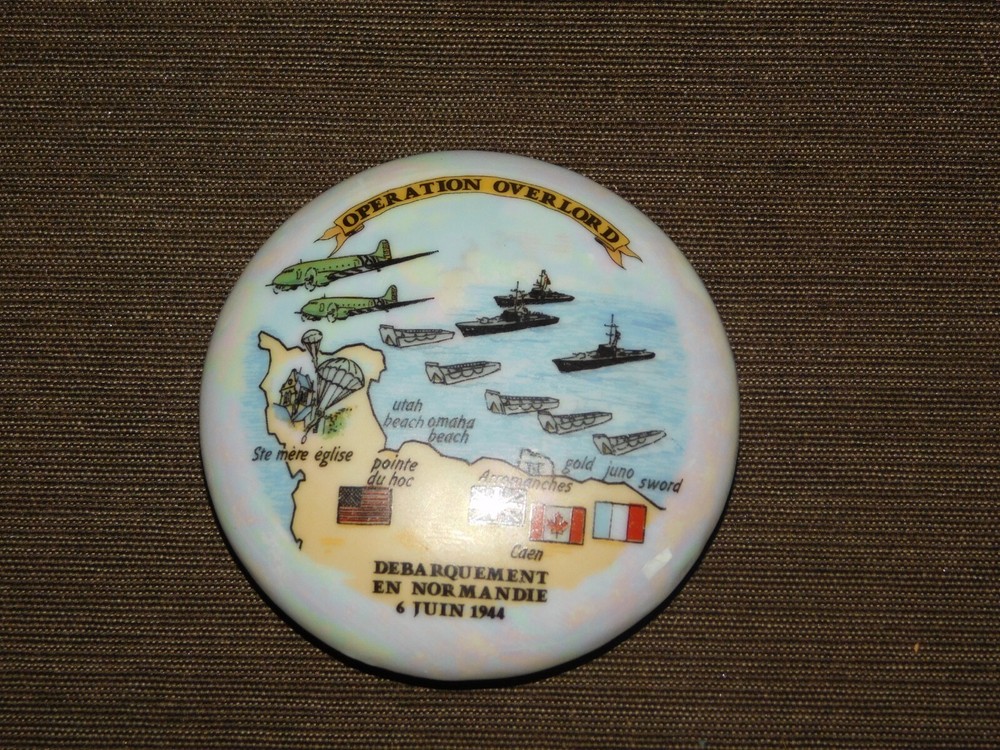 OPERATION OVERLORD
utah
beach
omaha
beach
Ste mère église
pointe
du hoc
Arromanches
gold
juno
sword
Caen
DEBARQUEMENT
EN NORMANDIE
6 JUIN 1944